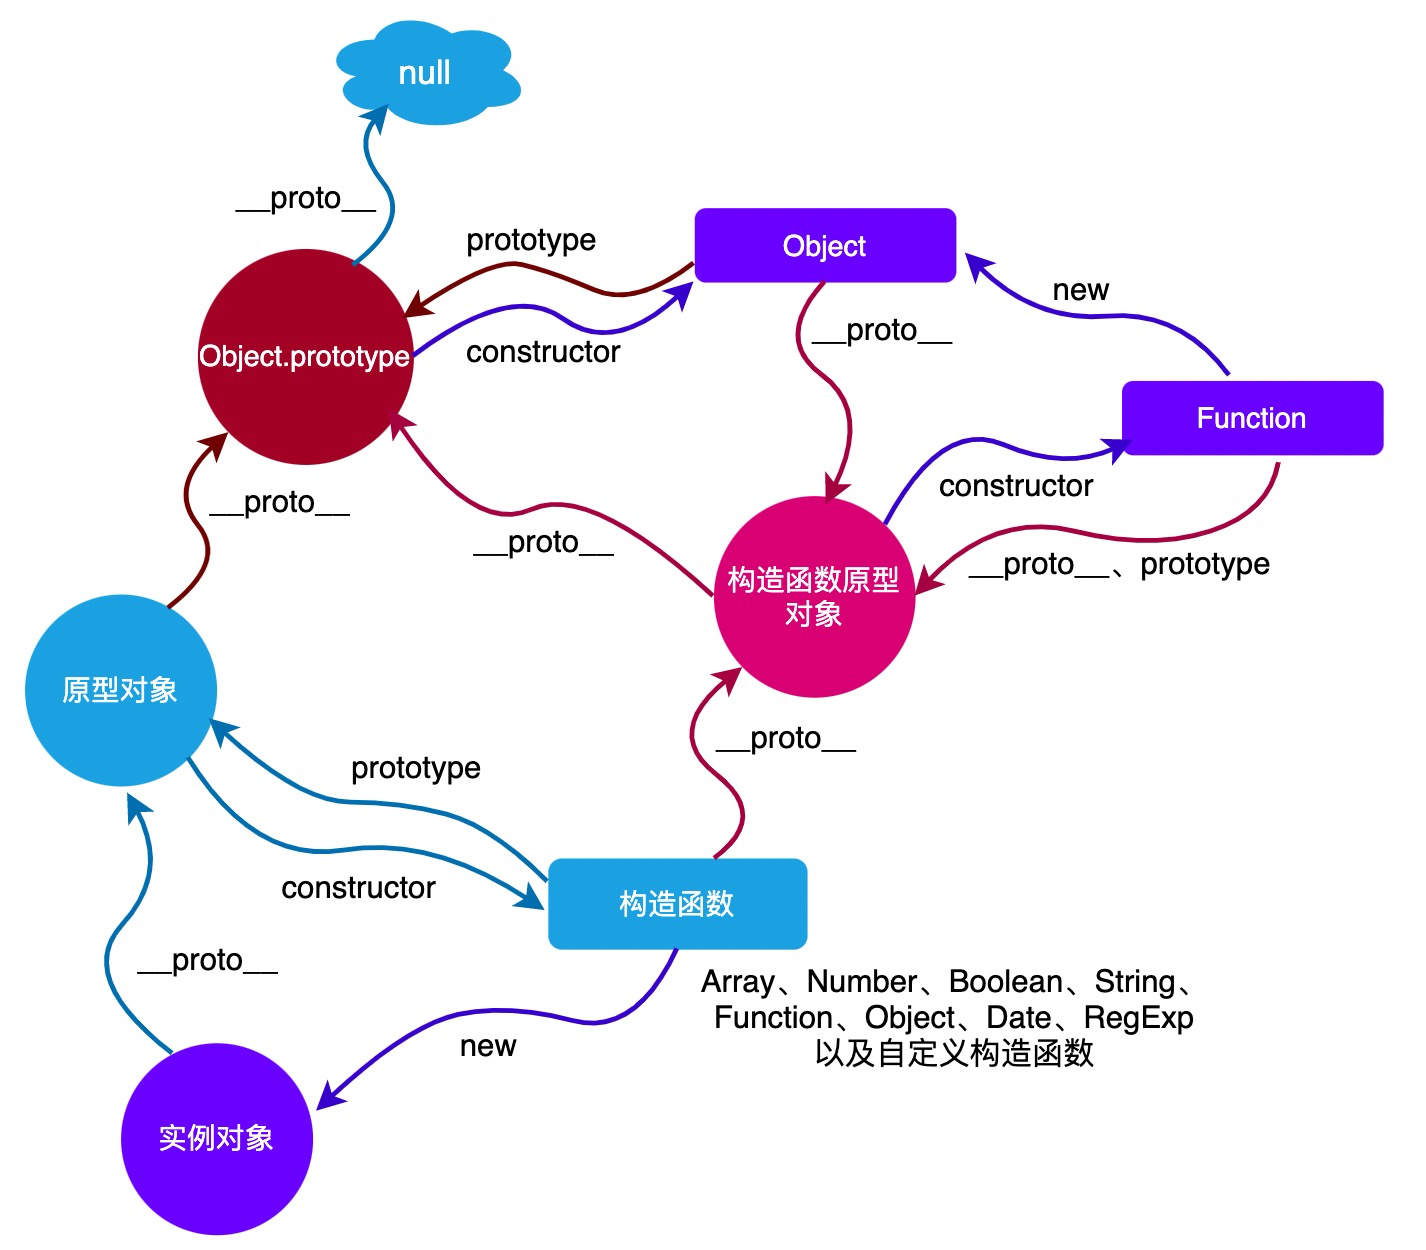 null
__proto__
prototype
Object
constructor
new
__proto__
Object.prototype
Function
constructor
__proto__
__proto__
__proto__、prototype
构造函数原型
对象
原型对象
__proto__
prototype
constructor
构造函数
__proto__
Array、Number、Boolean、String、
Function、Object、Date、RegExp
以及自定义构造函数
new
实例对象